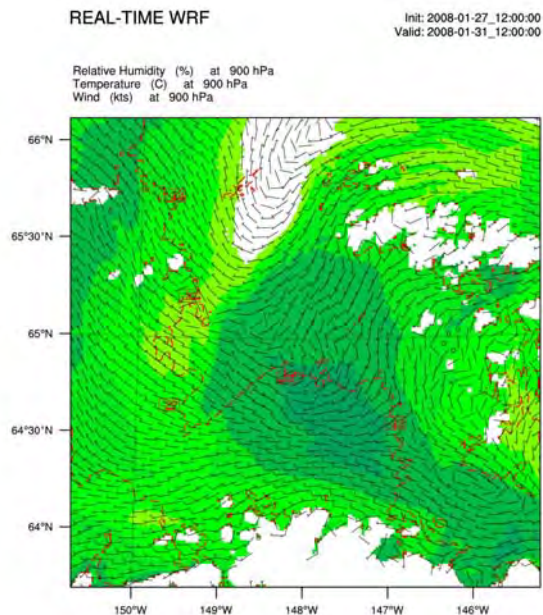 REAL-TIME WRF
Init: 2008-01-27_12:00:00
Valid: 2008-01-31_12:00:00
Relative Humidity (%) at 900 hPa
Temperature (C) at 900 hPa
Wind (kts) at 900 hPa
66°N
65°30'N
65°N
64°30'N
64°N
150°W
149°W
148°W
147°W
146°W